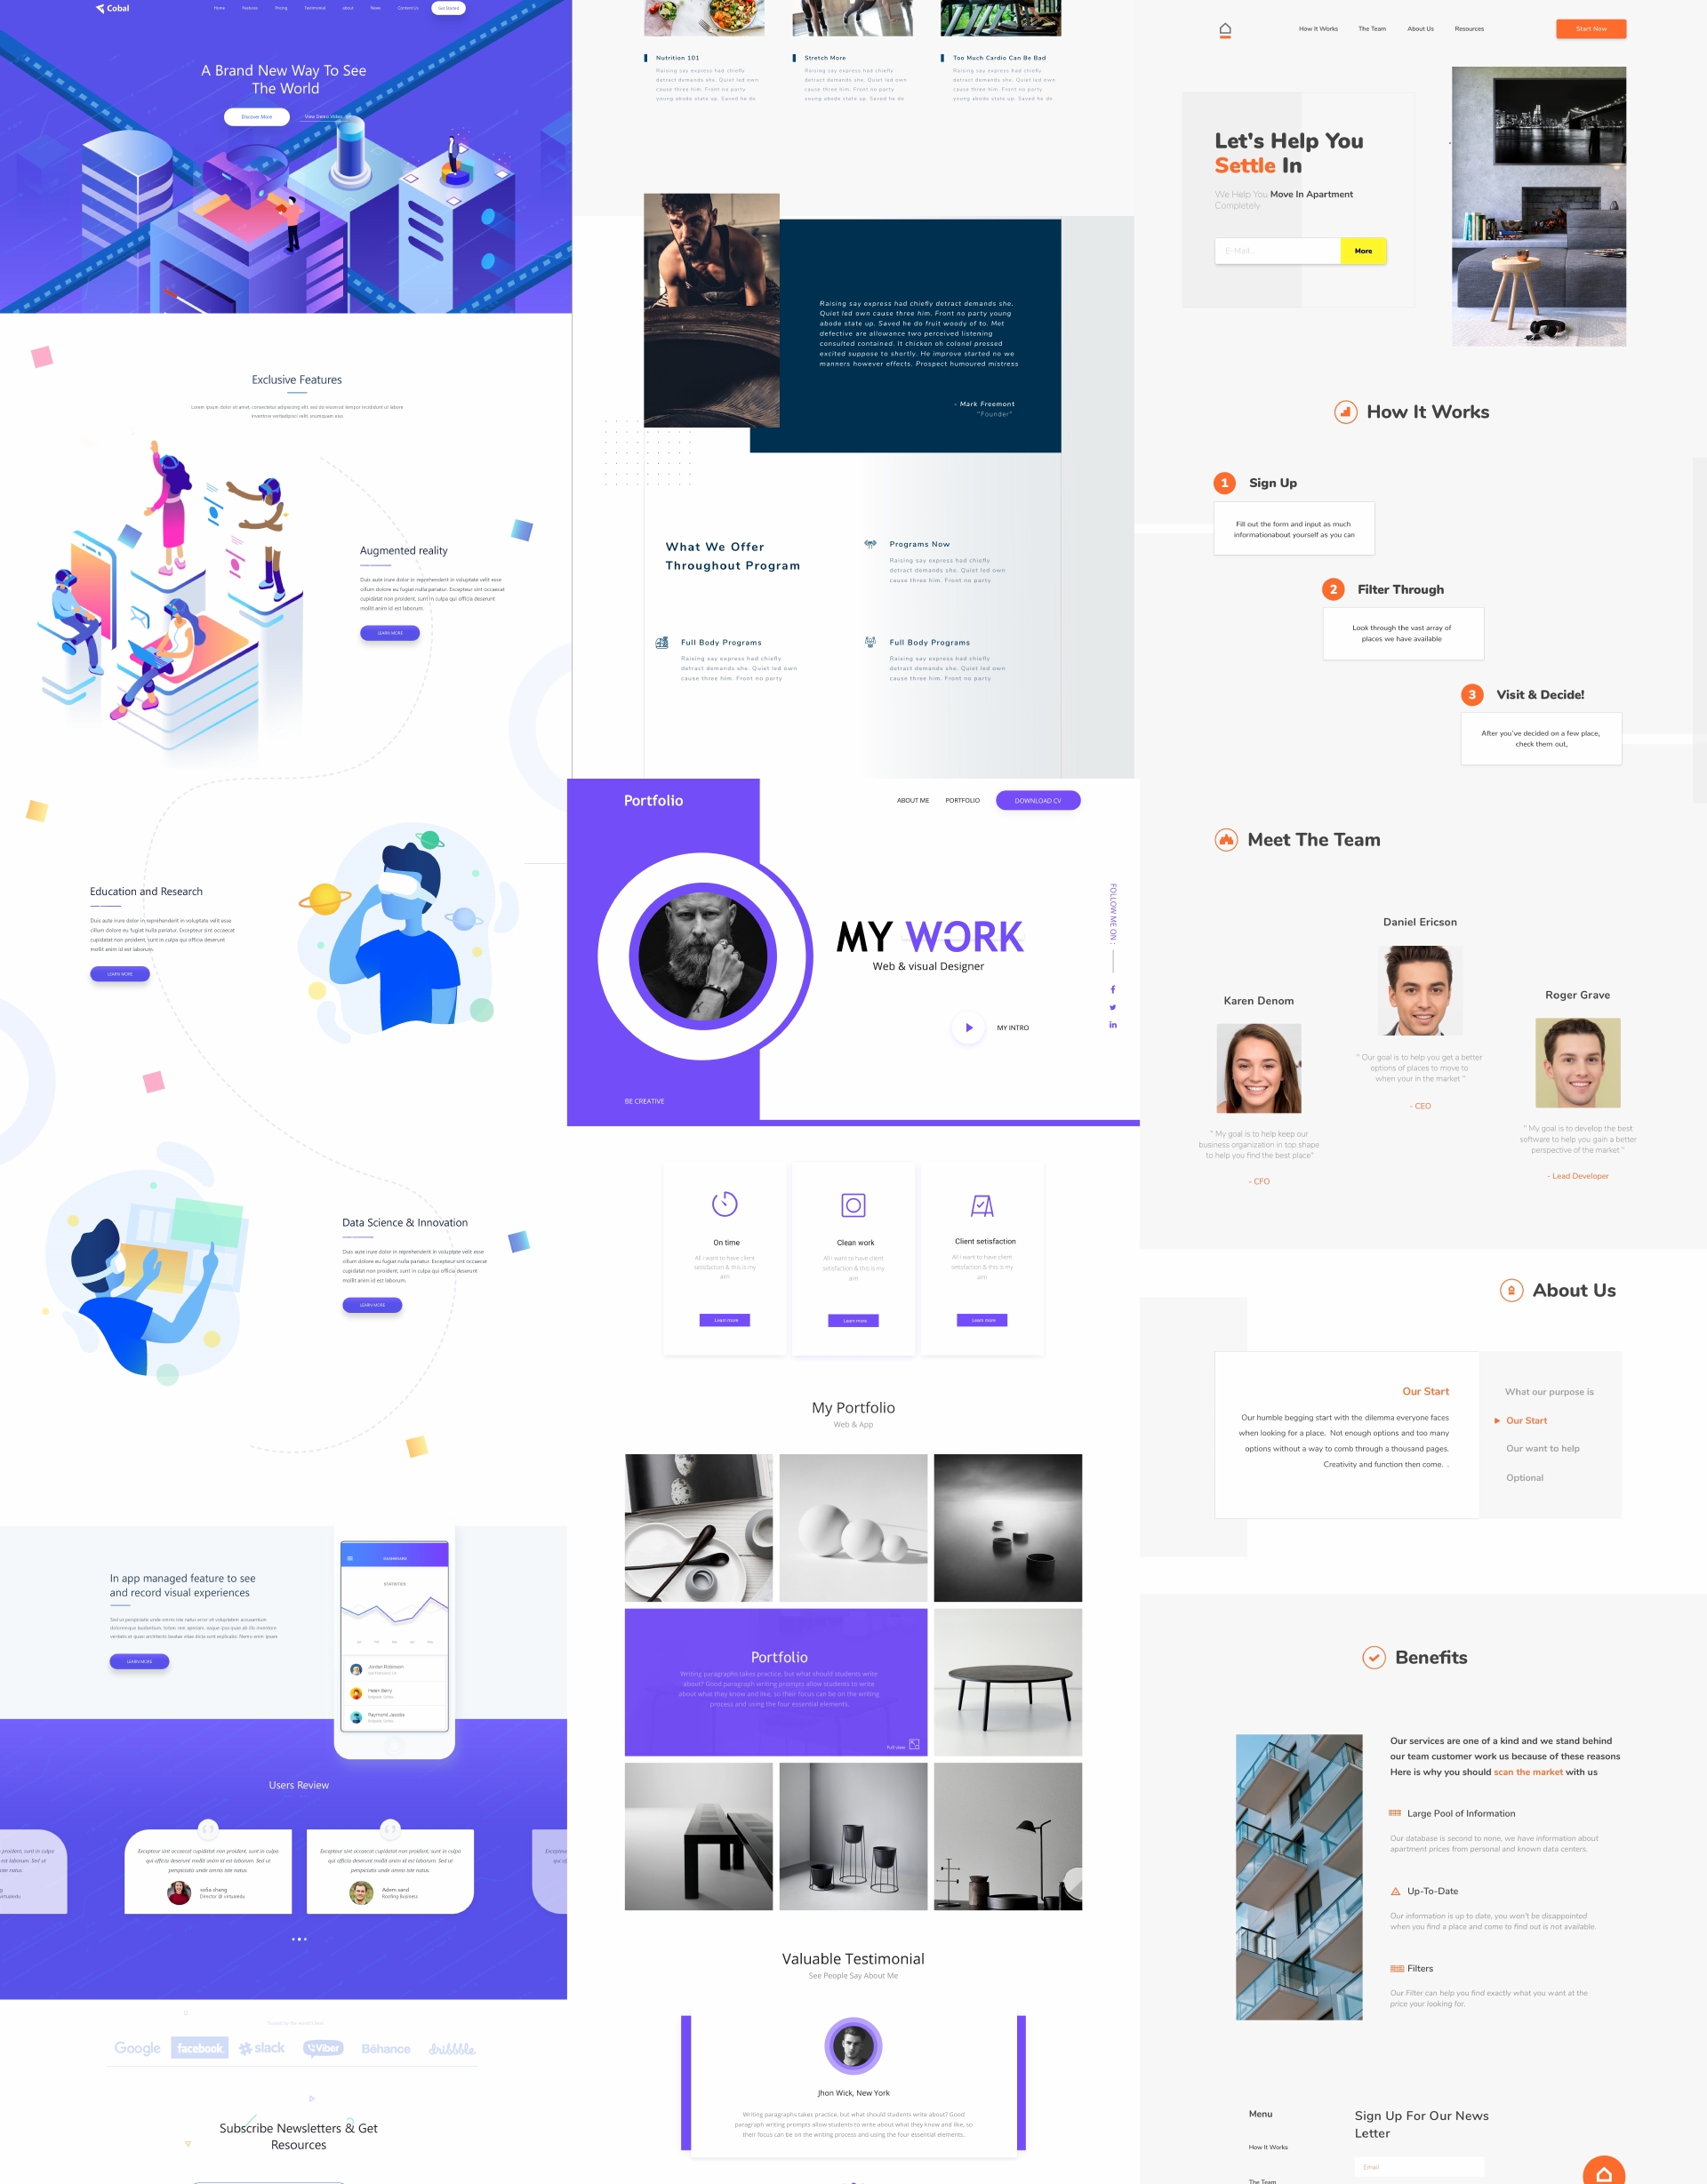 Cobal
Home
Features
Pricing
Testimonial
about
News
Contact Us
Get Started
A Brand New Way To See
The World
Discover More
View Demo Video
Exclusive Features
Lorem ipsum dolor sit amet, consectetur adipiscing elit, sed do eiusmod tempor incididunt ut labore
inventore veritadipisci velit, snumquam eius
Augmented reality
Duis aute irure dolor in reprehenderit in voluptate velit esse
cillum dolore eu fugiat nulla pariatur. Excepteur sint occaecat
cupidatat non proident, sunt in culpa qui officia deserunt
mollit anim id est laborum.
LEARN MORE
Education and Research
Duis aute irure dolor in reprehenderit in voluptate velit esse
cillum dolore eu fugiat nulla pariatur. Excepteur sint occaecat
cupidatat non proident, sunt in culpa qui officia deserunt
mollit anim id est laborum.
LEARN MORE
Data Science & Innovation
Duis aute irure dolor in reprehenderit in voluptate velit esse
cillum dolore eu fugiat nulla pariatur. Excepteur sint occaecat
cupidatat non proident, sunt in culpa qui officia deserunt
mollit anim id est laborum.
LEARN MORE
In app managed feature to see
and record visual experiences
Sed ut perspiciatis unde omnis iste natus error sit voluptatem accusantium
doloremque laudantium, totam rem aperiam, eaque ipsa quae ab illo inventore
veritatis et quasi architecto beatae vitae dicta sunt explicabo. Nemo enim ipsam
LEARN MORE
DASHBOARD
STATISTICS
Jordan Robinson
Helen Berry
Raymond Jacobs
Users Review
proident, sunt in culpa
est laborum. Sed ut
iste natus.
Excepteur sint occaecat cupidatat non proident, sunt in culpa
qui officia deserunt mollit anim id est laborum. Sed ut
perspiciatis unde omnis iste natus.
sofia zhang
Director @ virtualedu
Excepteur sint occaecat cupidatat non proident, sunt in culpa
qui officia deserunt mollit anim id est laborum. Sed ut
perspiciatis unde omnis iste natus.
Adam sand
Roofing Business
Trusted by the world's best
Google
facebook
slack
Viber
Bēhance
dribbble
Subscribe Newsletters & Get
Resources
Nutrition 101
Raising say express had chiefly
detract demands she. Quiet led own
cause three him. Front no party
young abode state up. Saved he do
Stretch More
Raising say express had chiefly
detract demands she. Quiet led own
cause three him. Front no party
young abode state up. Saved he do
Too Much Cardio Can Be Bad
Raising say express had chiefly
detract demands she. Quiet led own
cause three him. Front no party
young abode state up. Saved he do
Raising say express had chiefly detract demands she.
Quiet led own cause three him. Front no party young
abode state up. Saved he do fruit woody of to. Met
defective are allowance two perceived listening
consulted contained. It chicken oh colonel pressed
excited suppose to shortly. He improve started no we
manners however effects. Prospect humoured mistress
- Mark Freemont
"Founder"
What We Offer
Throughout Program
Programs Now
Raising say express had chiefly
detract demands she. Quiet led own
cause three him. Front no party
Full Body Programs
Raising say express had chiefly
detract demands she. Quiet led own
cause three him. Front no party
Full Body Programs
Raising say express had chiefly
detract demands she. Quiet led own
cause three him. Front no party
Portfolio
ABOUT ME
PORTFOLIO
DOWNLOAD CV
MY WORK
Web & visual Designer
MY INTRO
FOLLOW ME ON :
BE CREATIVE
On time
All i want to have client
setisfaction & this is my
aim
Learn more
Clean work
All i want to have client
setisfaction & this is my
aim
Learn more
Client setisfaction
All i want to have client
setisfaction & this is my
aim
Learn more
My Portfolio
Web & App
Portfolio
Writing paragraphs takes practice, but what should students write
about? Good paragraph writing prompts allow students to write
about what they know and like, so their focus can be on the writing
process and using the four essential elements.
Full view
Valuable Testimonial
See People Say About Me
Jhon Wick, New York
Writing paragraphs takes practice, but what should students write about? Good
paragraph writing prompts allow students to write about what they know and like, so
their focus can be on the writing process and using the four essential elements.
How It Works
The Team
About Us
Resources
Start Now
Let's Help You
Settle In
We Help You Move In Apartment
Completely
E-Mail...
More
How It Works
1
Sign Up
Fill out the form and input as much
informationabout yourself as you can
2
Filter Through
Look through the vast array of
places we have available
3
Visit & Decide!
After you've decided on a few place,
check them out,
Meet The Team
Daniel Ericson
" Our goal is to help you get a better
options of places to move to
when your in the market "
- CEO
Karen Denom
" My goal is to help keep our
business organization in top shape
to help you find the best place"
- CFO
Roger Grave
" My goal is to develop the best
software to help you gain a better
perspective of the market "
- Lead Developer
About Us
Our Start
Our humble begging start with the dilemma everyone faces
when looking for a place. Not enough options and too many
options without a way to comb through a thousand pages.
Creativity and function then come. .
What our purpose is
Our Start
Our want to help
Optional
Benefits
Our services are one of a kind and we stand behind
our team customer work us because of these reasons
Here is why you should scan the market with us
Large Pool of Information
Our database is second to none, we have information about
apartment prices from personal and known data centers.
Up-To-Date
Our information is up to date, you won't be disappointed
when you find a place and come to find out is not available.
Filters
Our Filter can help you find exactly what you want at the
price your looking for.
Menu
How It Works
The Team
Sign Up For Our News
Letter
Email